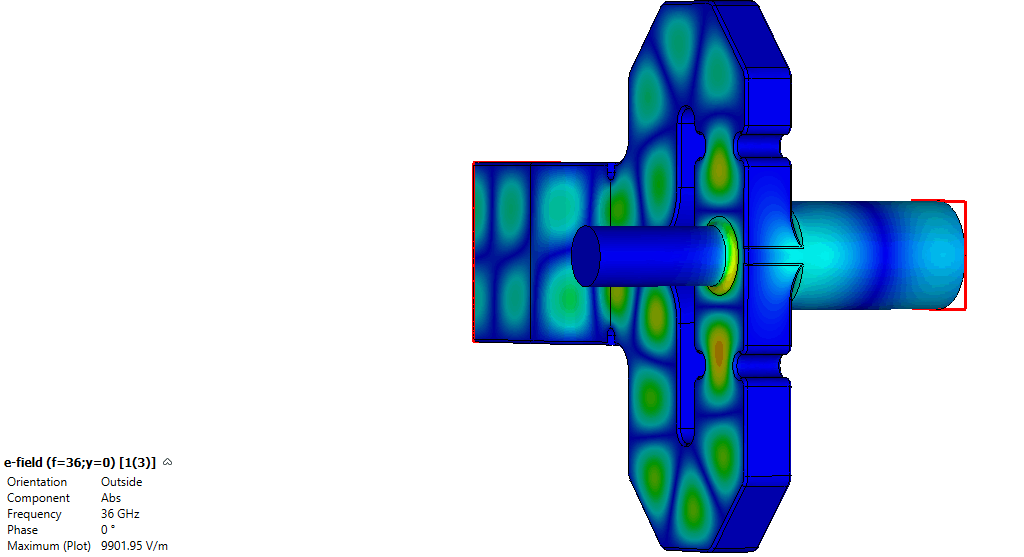 e-field (f=36;y=0) [1(3)]
Orientation Outside
Component Abs
Frequency 36 GHz
Phase 0 °
Maximum (Plot) 9901.95 V/m